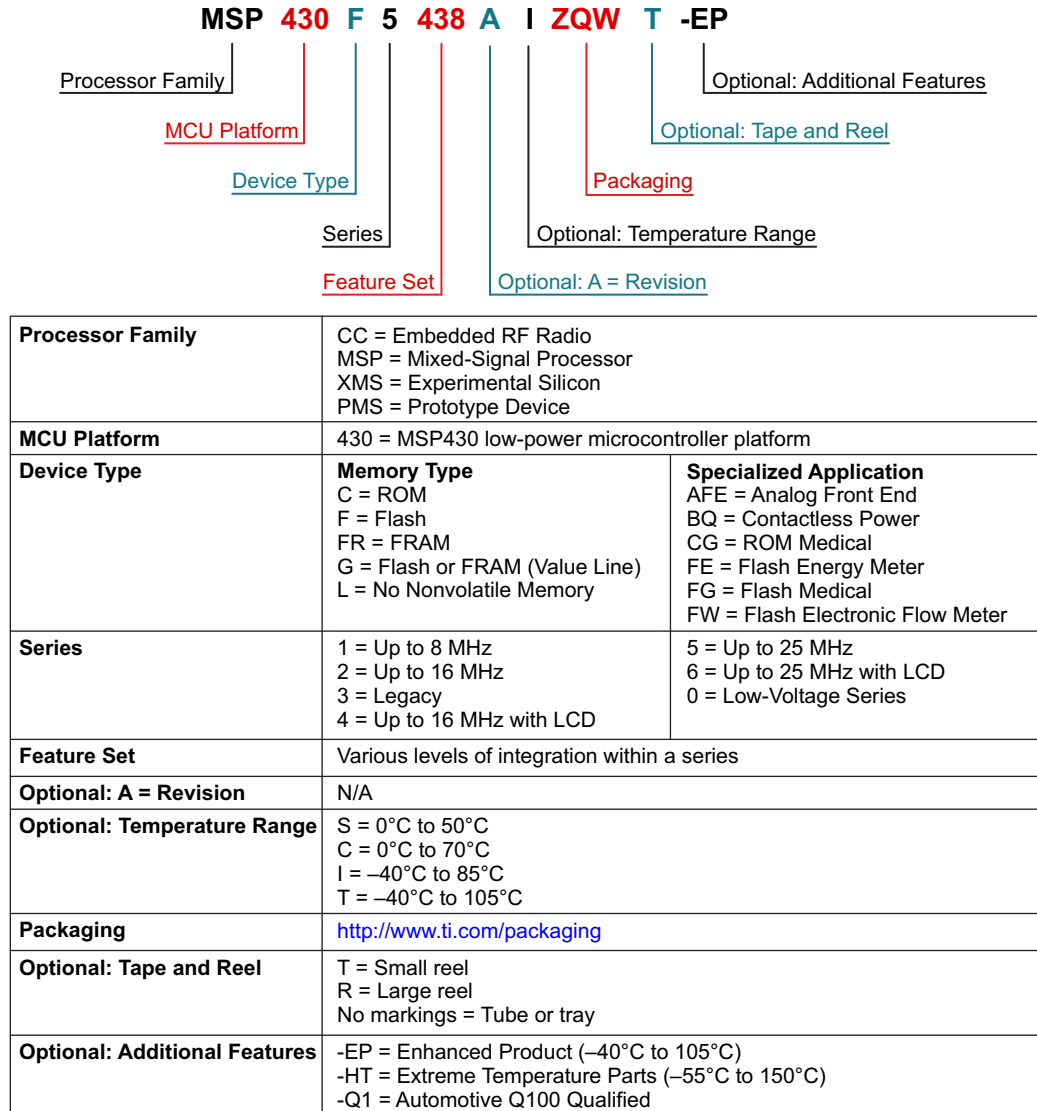 MSP 430 F 5 438 A I ZQW T -EP
Processor Family
Optional: Additional Features
MCU Platform
Optional: Tape and Reel
Device Type
Packaging
Series
Optional: Temperature Range
Feature Set
Optional: A = Revision
Processor Family
CC = Embedded RF Radio
MSP = Mixed-Signal Processor
XMS = Experimental Silicon
PMS = Prototype Device
MCU Platform
430 = MSP430 low-power microcontroller platform
Device Type
Memory Type
C = ROM
F = Flash
FR = FRAM
G = Flash or FRAM (Value Line)
L = No Nonvolatile Memory
Specialized Application
AFE = Analog Front End
BQ = Contactless Power
CG = ROM Medical
FE = Flash Energy Meter
FG = Flash Medical
FW = Flash Electronic Flow Meter
Series
1 = Up to 8 MHz
2 = Up to 16 MHz
3 = Legacy
4 = Up to 16 MHz with LCD
5 = Up to 25 MHz
6 = Up to 25 MHz with LCD
0 = Low-Voltage Series
Feature Set
Various levels of integration within a series
Optional: A = Revision
N/A
Optional: Temperature Range
S = 0°C to 50°C
C = 0°C to 70°C
I = –40°C to 85°C
T = –40°C to 105°C
Packaging
http://www.ti.com/packaging
Optional: Tape and Reel
T = Small reel
R = Large reel
No markings = Tube or tray
Optional: Additional Features
-EP = Enhanced Product (–40°C to 105°C)
-HT = Extreme Temperature Parts (–55°C to 150°C)
-Q1 = Automotive Q100 Qualified